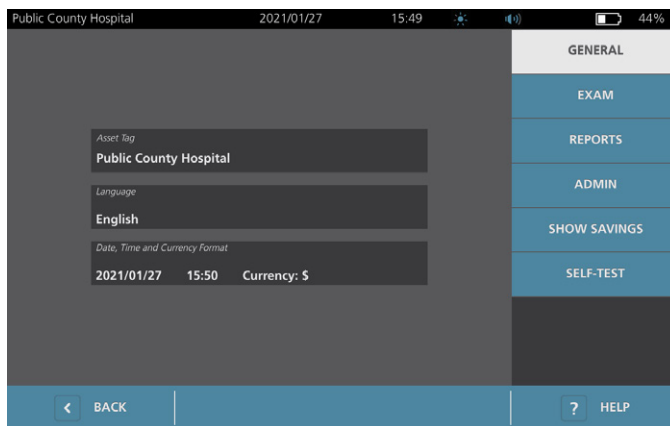 Public County Hospital 2021/01/27 15:49 44%
GENERAL
EXAM
Asset Tag
Public County Hospital
REPORTS
Language
English
ADMIN
Date, Time and Currency Format
2021/01/27 15:50 Currency: $
SHOW SAVINGS
SELF-TEST
< BACK
? HELP